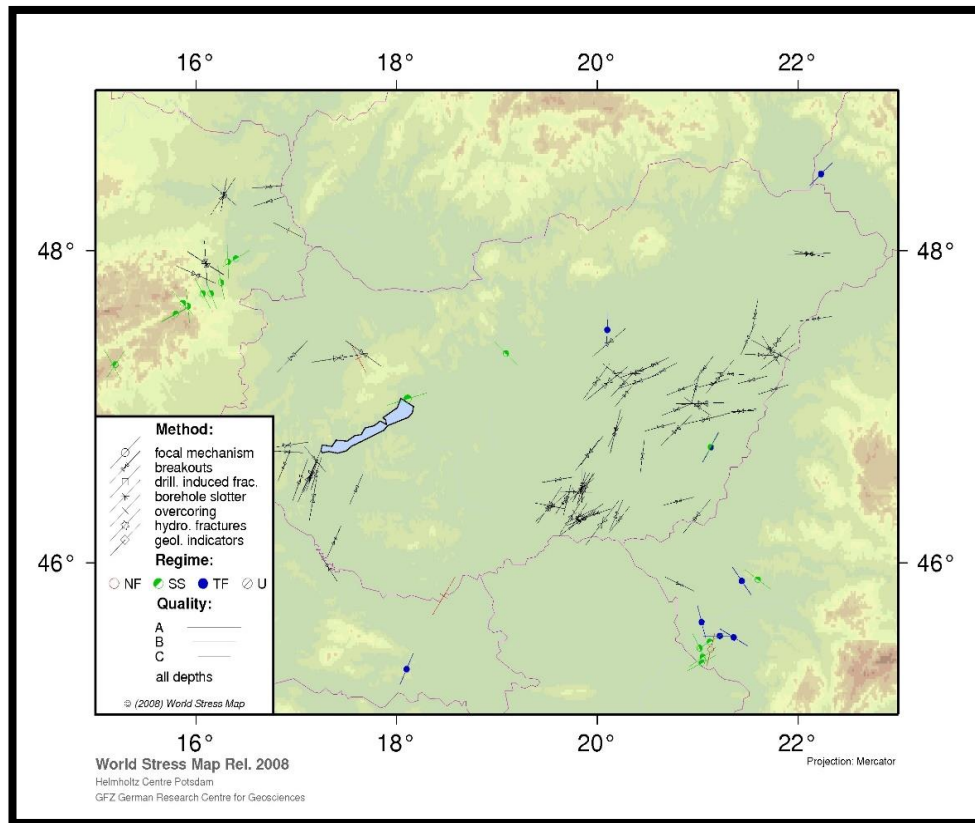 16° 18° 20° 22°
48° 48°
46° 46°
Method:
focal mechanism
breakouts
drill. induced frac.
borehole slotter
overcoring
hydro. fractures
geol. indicators
Regime:
NF SS TF U
Quality:
A
B
C
all depths
© (2008) World Stress Map
16° 18° 20° 22°
World Stress Map Rel. 2008
Projection: Mercator
Helmholtz Centre Potsdam
GFZ German Research Centre for Geosciences